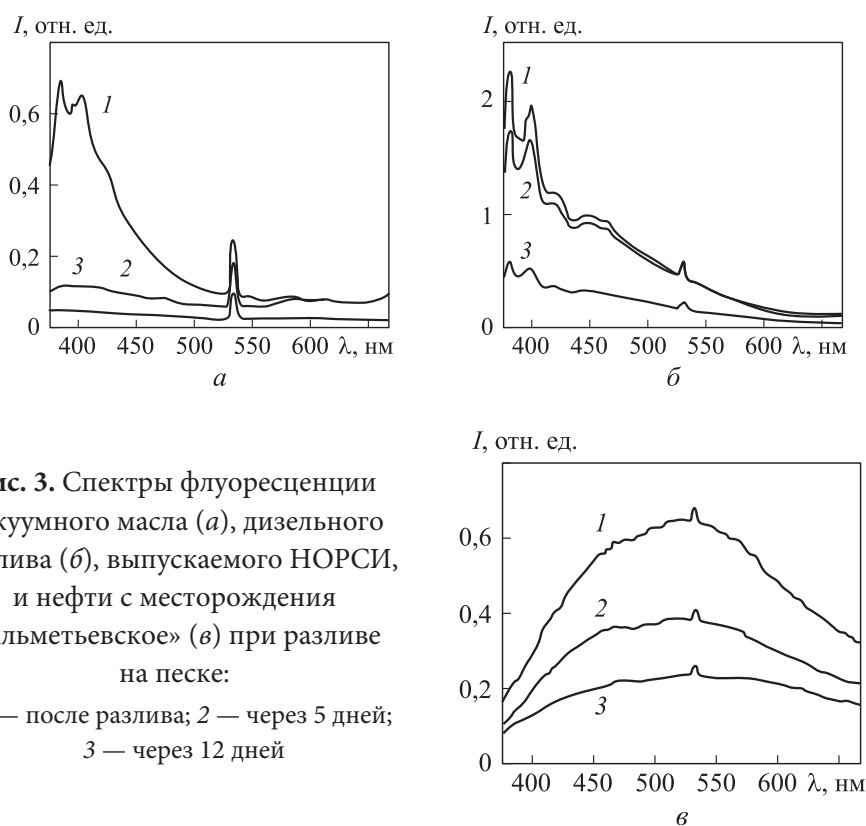 I, отн. ед.
0,6
0,4
0,2
0
1
2
3
400 450 500 550 600 λ, нм
а
I, отн. ед.
2
1
0
1
2
3
400 450 500 550 600 λ, нм
б
ис. 3. Спектры флуоресценции
куумного масла (а), дизельного
лива (б), выпускаемого НОРСИ,
и нефти с месторождения
льметьевское» (в) при разливе
на песке:
— после разлива; 2 — через 5 дней;
3 — через 12 дней
I, отн. ед.
0,6
0,4
0,2
0
1
2
3
400 450 500 550 600 λ, нм
в